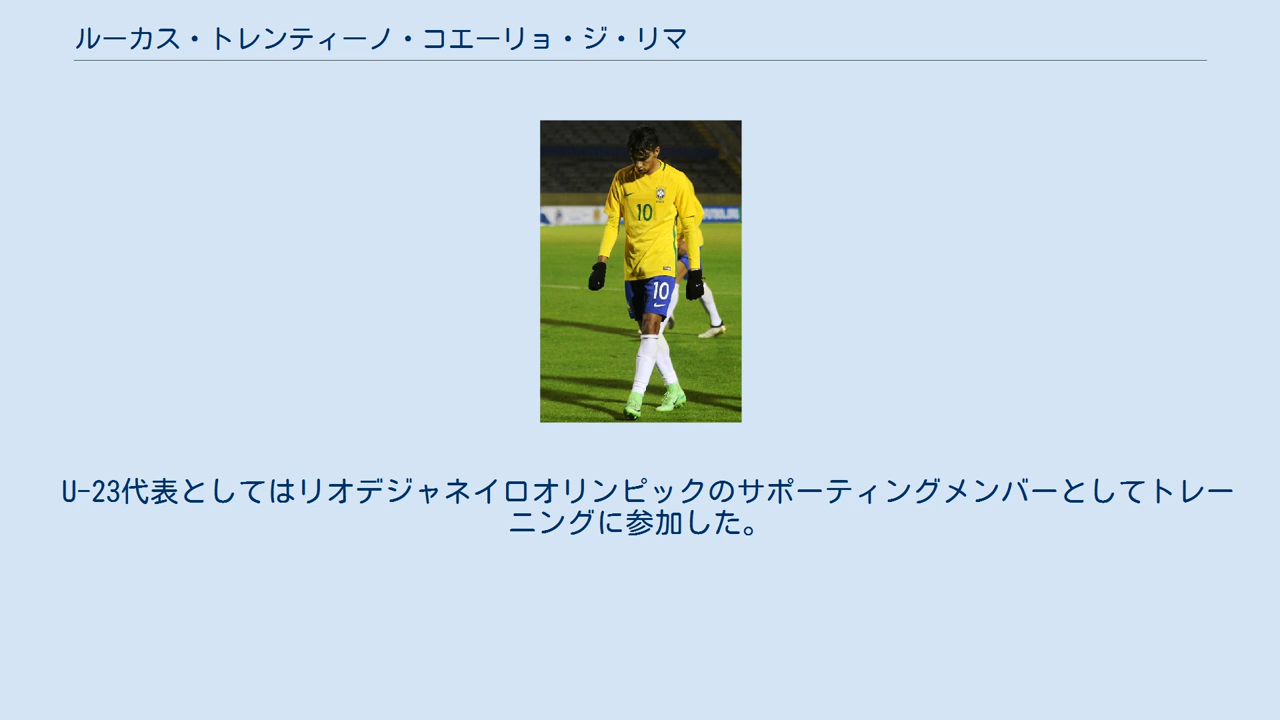 ルーカス・トレンティーノ・コエーリョ・ジ・リマ
10
10
U-23代表としてはリオデジャネイロオリンピックのサポーティングメンバーとしてトレー
ニングに参加した。